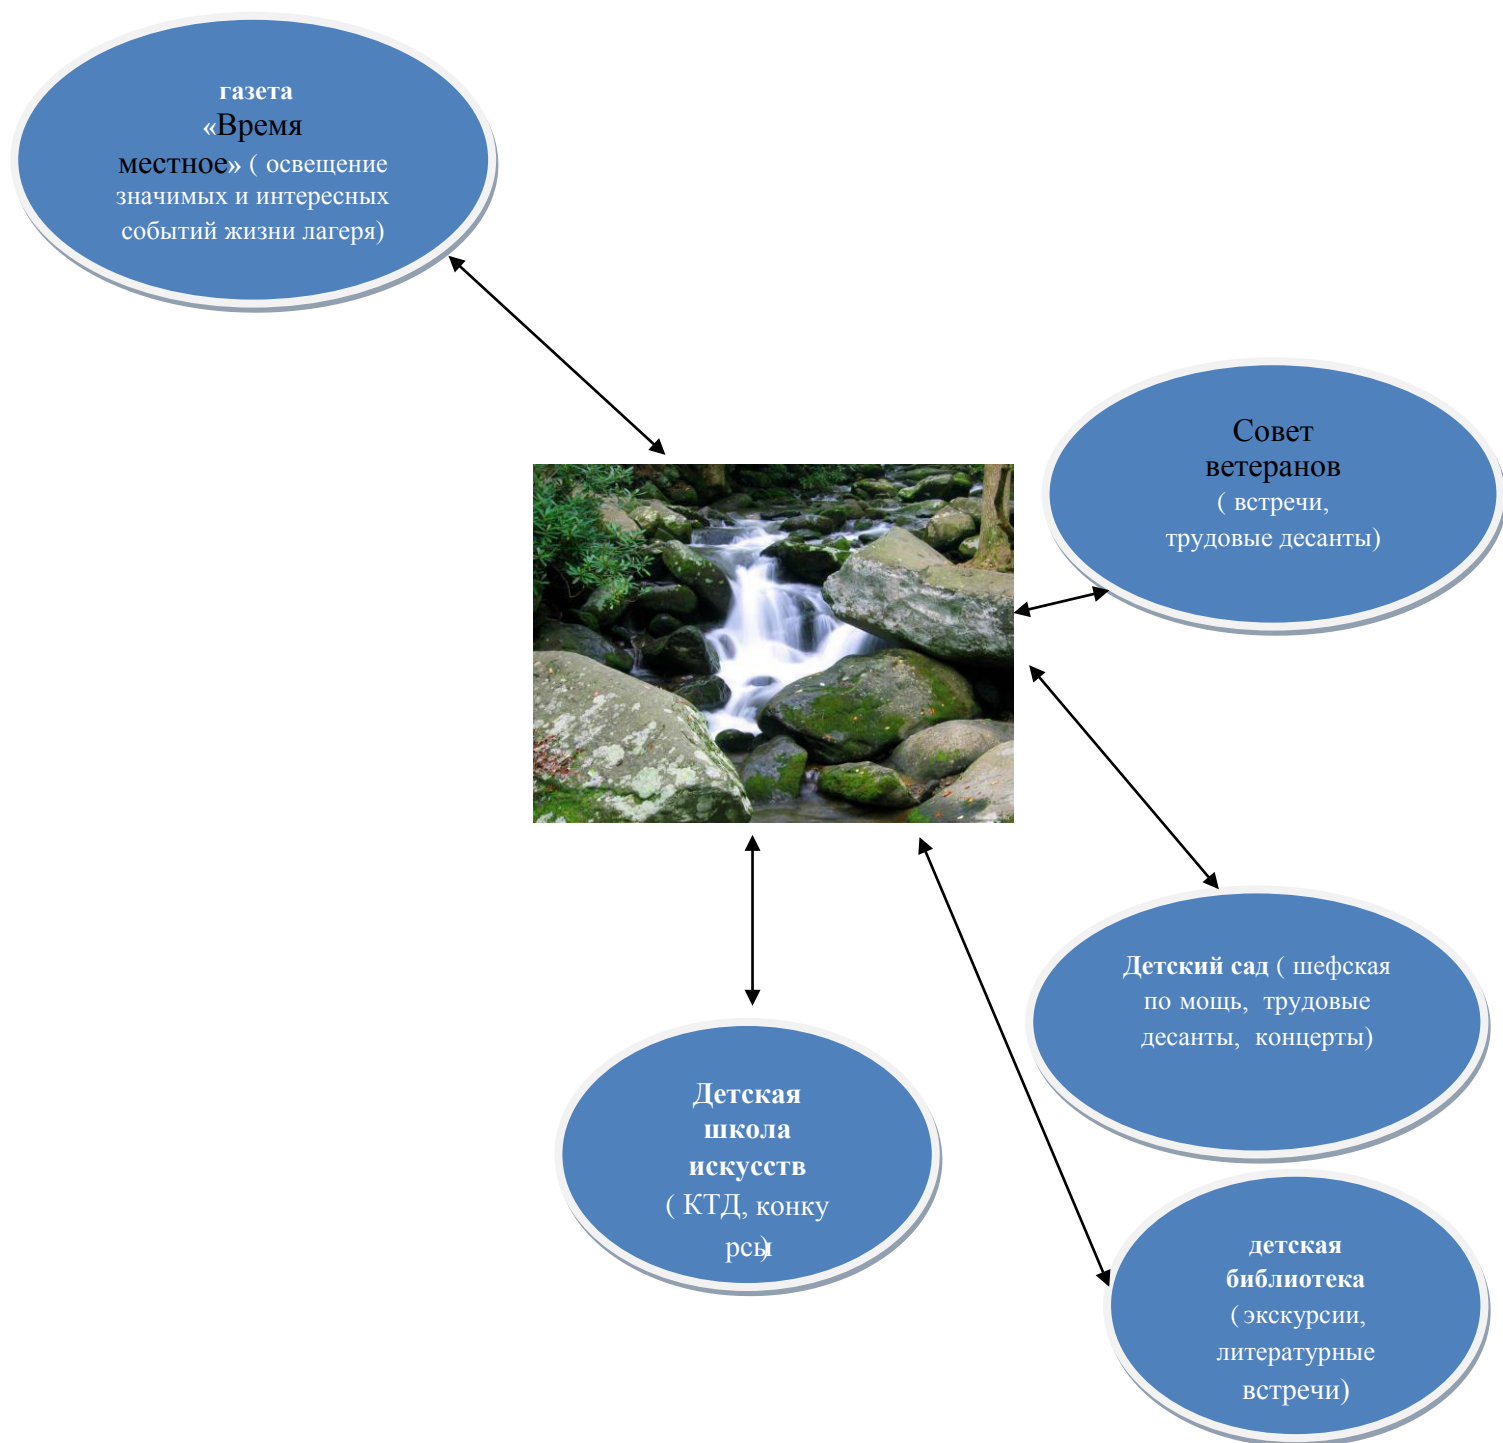 газета
«Время
местное» ( освещение
значимых и интересных
событий жизни лагеря)
Совет
ветеранов
( встречи,
трудовые десанты)
Детский сад ( шефская
по мощь, трудовые
десанты, концерты)
Детская
школа
искусств
( КТД, конку
рсы)
детская
библиотека
( экскурсии,
литературные
встречи)